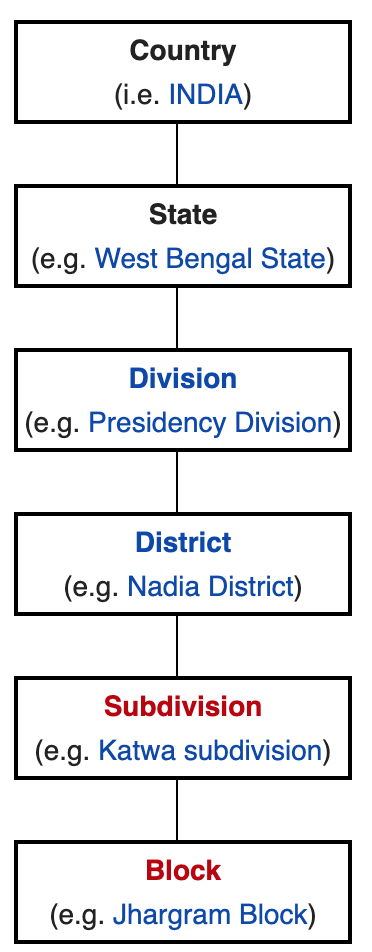 Country
(i.e. INDIA)
State
(e.g. West Bengal State)
Division
(e.g. Presidency Division)
District
(e.g. Nadia District)
Subdivision
(e.g. Katwa subdivision)
Block
(e.g. Jhargram Block)